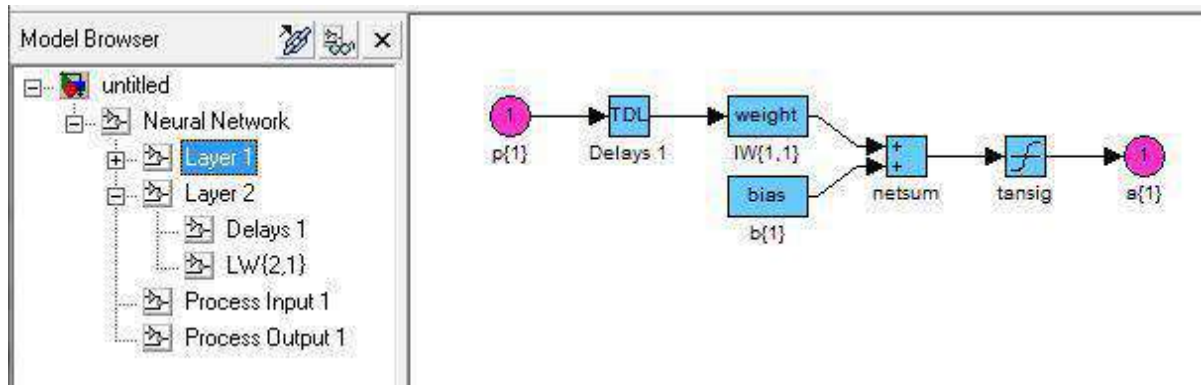 Model Browser
untitled
Neural Network
Layer 1
Layer 2
Delays 1
LW{2,1}
Process Input 1
Process Output 1
1
TDL
weight
p{1}
Delays 1
IW{1,1}
bias
b{1}
+
+
netsum
tansig
1
a{1}